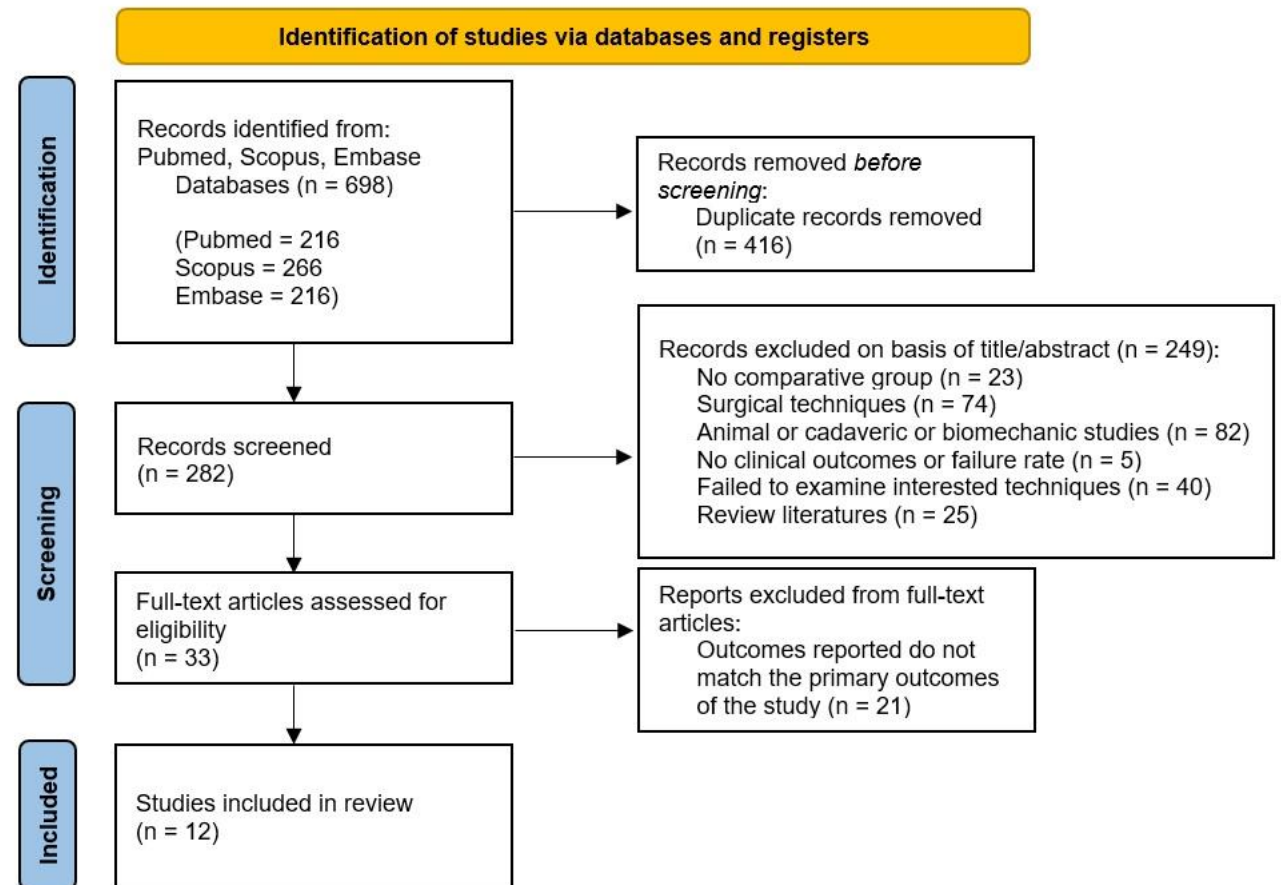 Identification of studies via databases and registers
Identification
Records identified from:
Pubmed, Scopus, Embase
Databases (n = 698)
(Pubmed = 216
Scopus = 266
Embase = 216)
Records removed before
screening:
Duplicate records removed
(n = 416)
Screening
Records screened
(n = 282)
Records excluded on basis of title/abstract (n = 249):
No comparative group (n = 23)
Surgical techniques (n = 74)
Animal or cadaveric or biomechanic studies (n = 82)
No clinical outcomes or failure rate (n = 5)
Failed to examine interested techniques (n = 40)
Review literatures (n = 25)
Full-text articles assessed for
eligibility
(n = 33)
Reports excluded from full-text
articles:
Outcomes reported do not
match the primary outcomes
of the study (n = 21)
Included
Studies included in review
(n = 12)